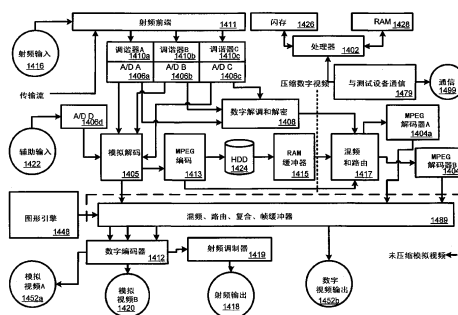 射频前端
1411
闪存
1426
RAM
1428
射频输入
1416
调谐器A
1410a
调谐器B
1410b
调谐器C
1410c
处理器
1402
A/D A
1406a
A/D B
1406b
A/D C
1406c
传输流
压缩数字视频
与测试设备通信
1479
通信
1499
A/D D
1406d
数字解调和解密
1408
MPEG
解码器A
1404a
辅助输入
1422
模拟解码
1405
MPEG
编码
1413
HDD
1424
RAM
缓冲器
1415
混频
和路由
1417
MPEG
解码器B
1404
图形引擎
1448
混频、路由、复合、帧缓冲器
1489
数字编码器
1412
射频调制器
1419
未压缩模拟视频
模拟
视频A
1452a
模拟
视频B
1420
射频输出
1418
数字
视频输出
1452b